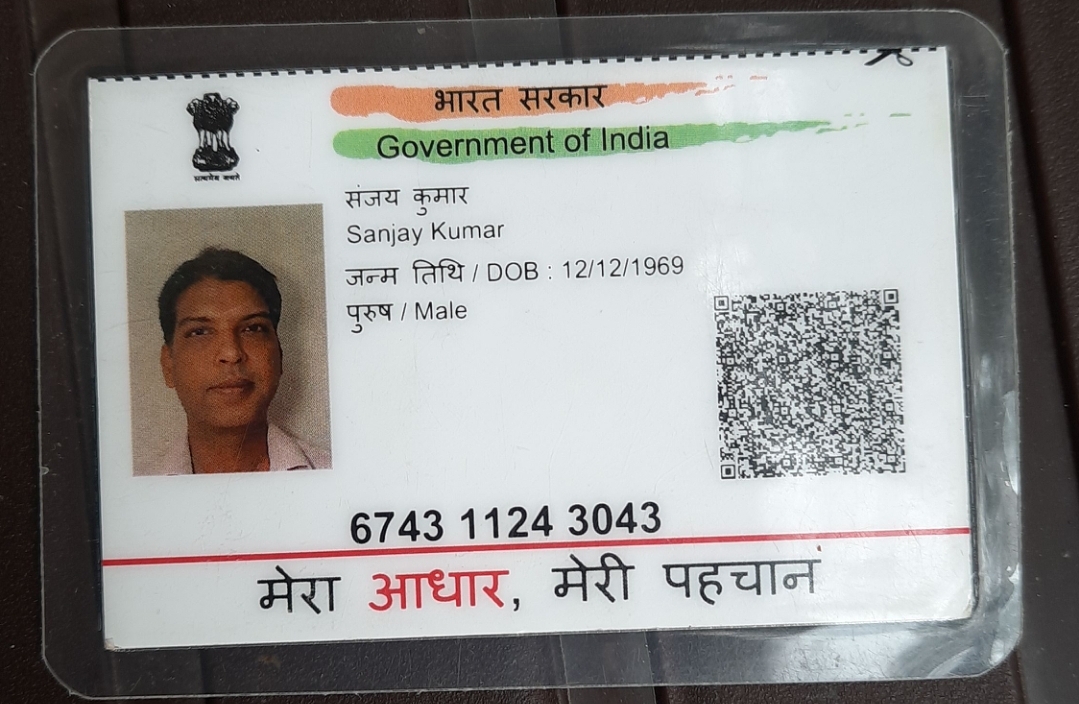 भारत सरकार
Government of India
सत्यमेव जयते
संजय कुमार
Sanjay Kumar
जन्म तिथि / DOB : 12/12/1969
पुरुष / Male
6743 1124 3043
मेरा आधार, मेरी पहचान